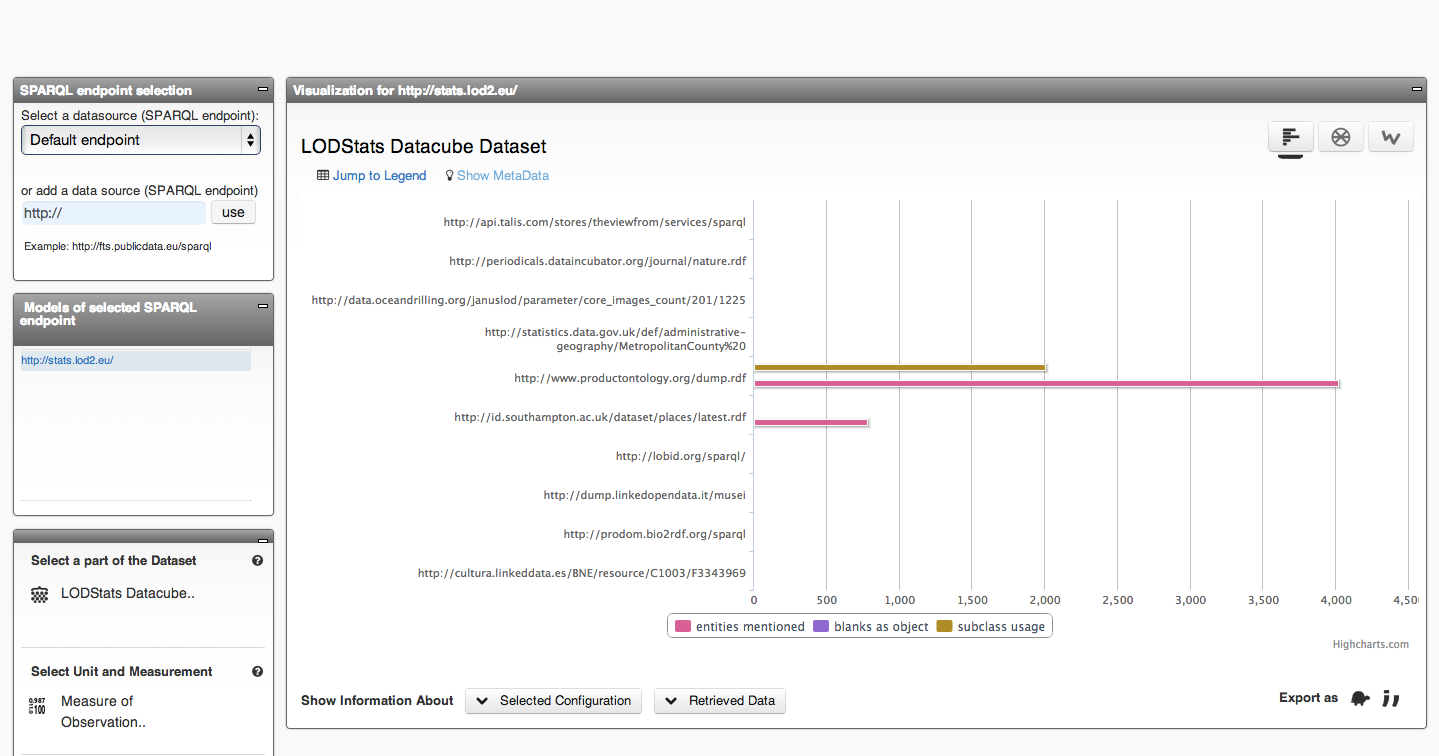 SPARQL endpoint selection
Select a datasource (SPARQL endpoint):
Default endpoint
or add a data source (SPARQL endpoint)
http://
use
Example: http://fts.publicdata.eu/sparql
Models of selected SPARQL
endpoint
http://stats.lod2.eu/
Select a part of the Dataset
LODStats Datacube..
Select Unit and Measurement
Measure of
Observation..
Visualization for http://stats.lod2.eu/
LODStats Datacube Dataset
Jump to Legend Show MetaData
http://api.talis.com/stores/theviewfrom/services/sparql
http://periodicals.dataincubator.org/journal/nature.rdf
http://data.oceandrilling.org/januslod/parameter/core_images_count/201/1225
http://statistics.data.gov.uk/def/administrative-
geography/MetropolitanCounty%20
http://www.productontology.org/dump.rdf
http://id.southampton.ac.uk/dataset/places/latest.rdf
http://lobid.org/sparql/
http://dump.linkedopendata.it/musei
http://prodom.bio2rdf.org/sparql
http://cultura.linkeddata.es/BNE/resource/C1003/F3343969
0 500 1,000 1,500 2,000 2,500 3,000 3,500 4,000 4,50
entities mentioned blanks as object subclass usage
Highcharts.com
Show Information About Selected Configuration Retrieved Data
Export as